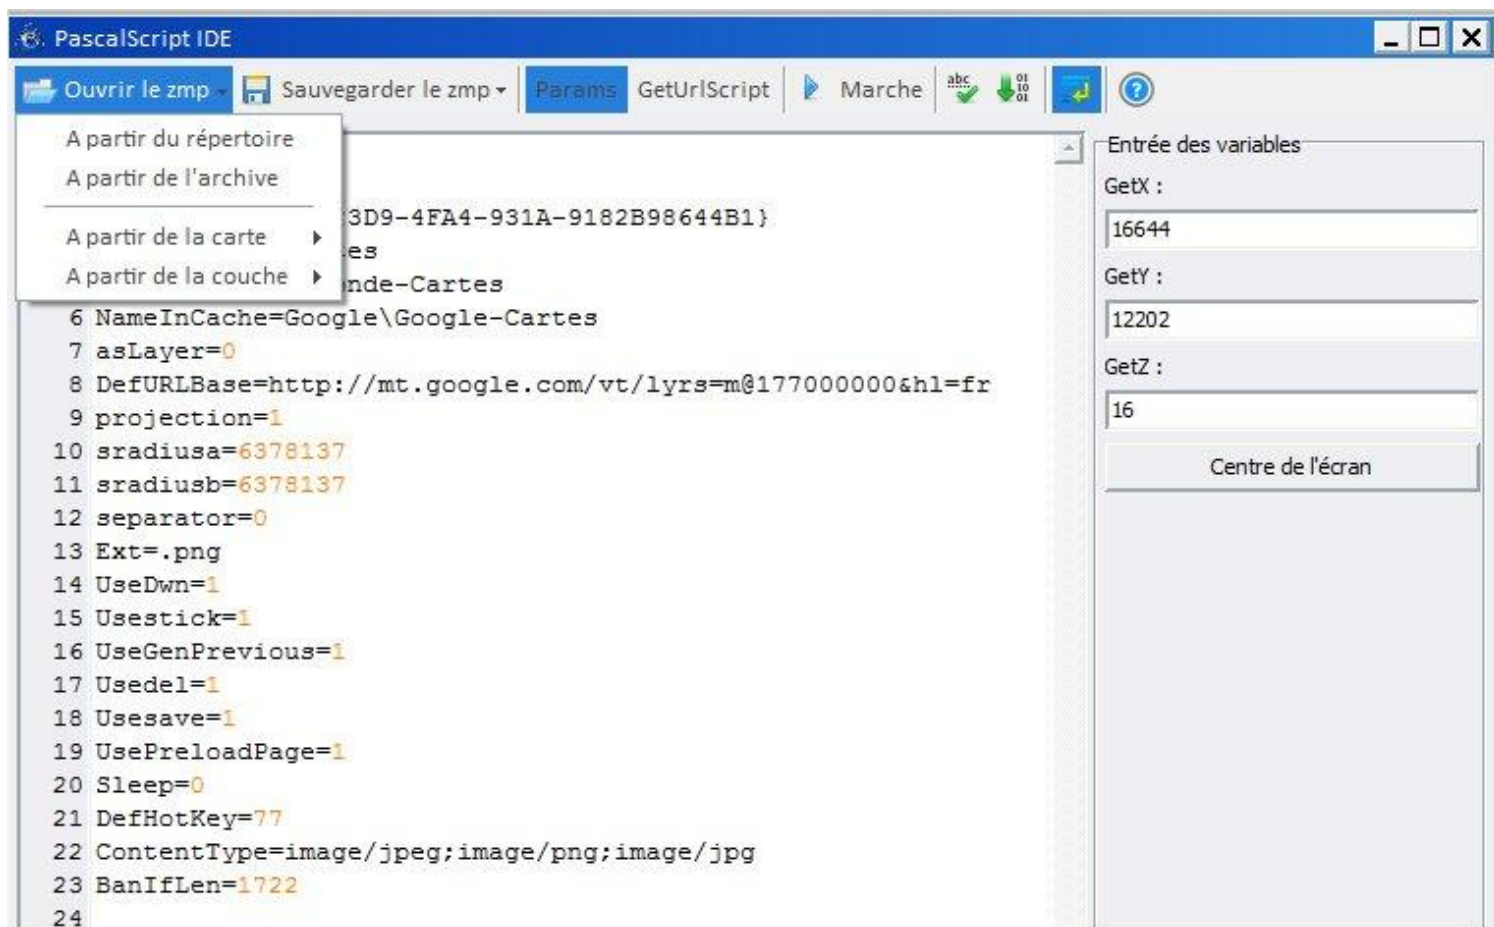 PascalScript IDE
Ouvrir le zmp Sauvegarder le zmp Params GetUrlScript Marche abc 01 10 01
A partir du répertoire
A partir de l'archive
A partir de la carte
A partir de la couche
3D9-4FA4-931A-9182B98644B1}
es
nde-Cartes
6 NameInCache=Google\Google-Cartes
7 asLayer=0
8 DefURLBase=http://mt.google.com/vt/lyrs=m@177000000&hl=fr
9 projection=1
10 sradiusa=6378137
11 sradiusb=6378137
12 separator=0
13 Ext=.png
14 UseDwn=1
15 Usestick=1
16 UseGenPrevious=1
17 Usedel=1
18 Usesave=1
19 UsePreloadPage=1
20 Sleep=0
21 DefHotKey=77
22 ContentType=image/jpeg;image/png;image/jpg
23 BanIfLen=1722
24
Entrée des variables
GetX :
16644
GetY :
12202
GetZ :
16
Centre de l'écran